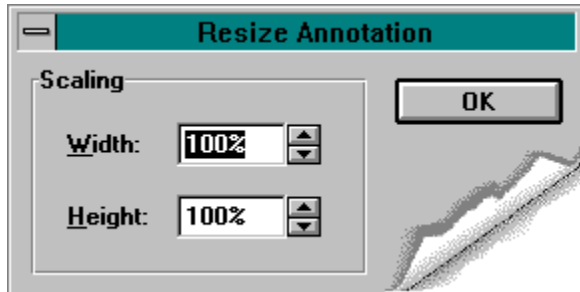 Resize Annotation
Scaling
OK
Width: 100%
Height: 100%